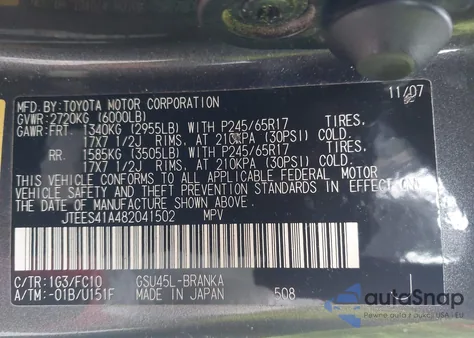 MFD.BY:TOYOTA MOTOR CORPORATION 11/07
GVWR:2720KG (6000LB)
GAWR:FRT. 1340KG (2955LB) WITH P245/65R17 TIRES,
17X7 1/2J RIMS, AT 210KPA (30PSI) COLD.
RR. 1585KG (3505LB) WITH P245/65R17 TIRES,
17X7 1/2J RIMS, AT 210KPA (30PSI) COLD.
THIS VEHICLE CONFORMS TO ALL APPLICABLE FEDERAL MOTOR
VEHICLE SAFETY AND THEFT PREVENTION STANDARDS IN EFFECT ON
THE DATE OF MANUFACTURE SHOWN ABOVE.
JTEES41A482041502 MPV
C/TR:1G3/FC10 GSU45L-BRANKA
A/TM:-01B/U151F MADE IN JAPAN 508
autoSnap
Pewne auto z USA i EU